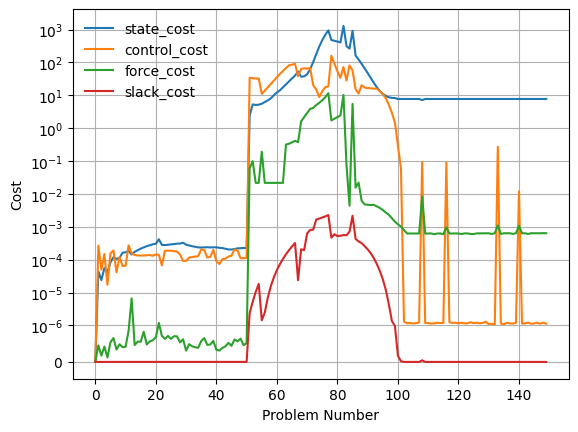 state_cost
control_cost
force_cost
slack_cost
Cost
10³
10²
10¹
10⁰
10⁻¹
10⁻²
10⁻³
10⁻⁴
10⁻⁵
10⁻⁶
0
0 20 40 60 80 100 120 140
Problem Number